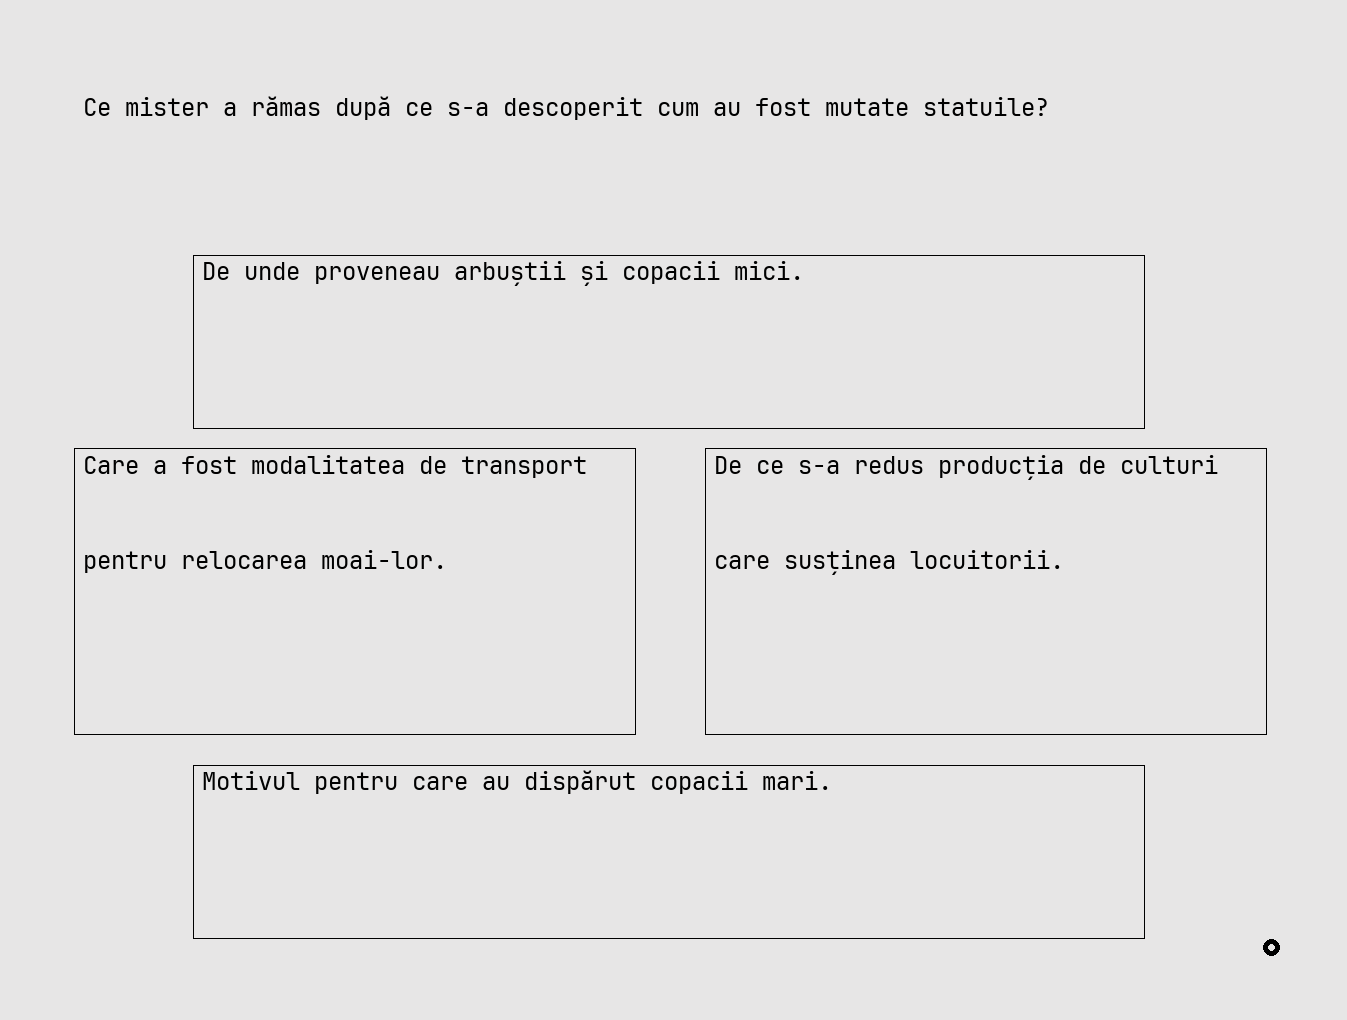 Ce mister a rămas după ce s-a descoperit cum au fost mutate statuile?
De unde proveneau arbuștii și copacii mici.
Care a fost modalitatea de transport
pentru relocarea moai-lor.
De ce s-a redus producția de culturi
care susținea locuitorii.
Motivul pentru care au dispărut copacii mari.